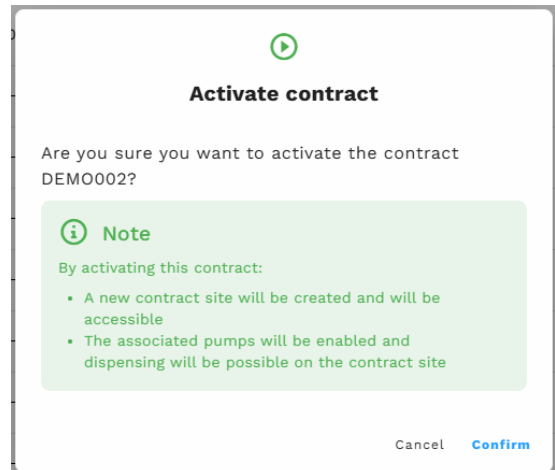 Activate contract
Are you sure you want to activate the contract
DEMO002?
Note
By activating this contract:
• A new contract site will be created and will be
accessible
• The associated pumps will be enabled and
dispensing will be possible on the contract site
Cancel Confirm